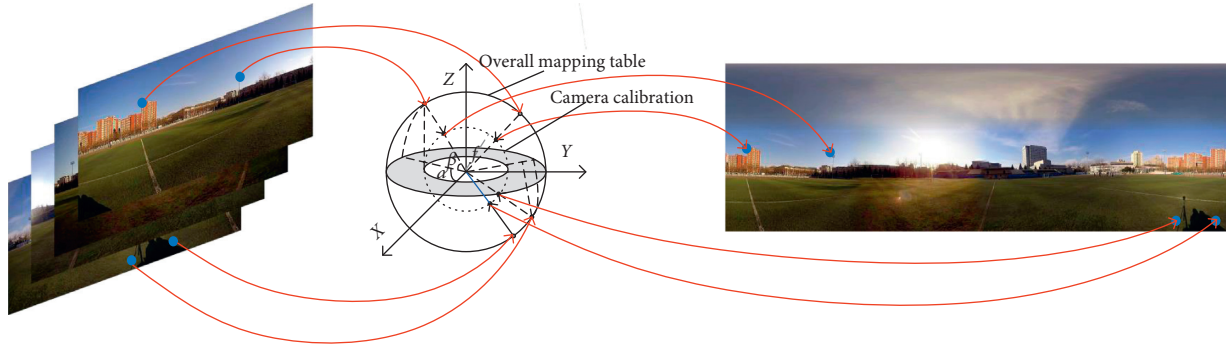 Overall mapping table
Z
Camera calibration
Y
β
α
X